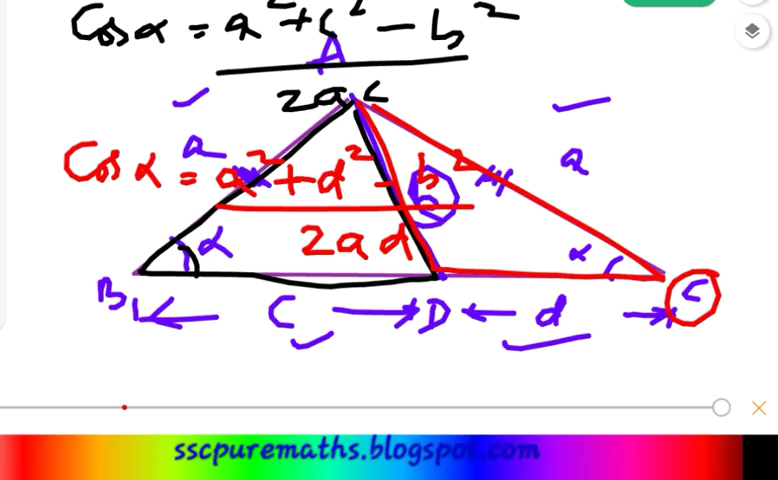 Cos α = a² + c² - b²
A
2ac
a
a
Cos α = a² + d² - b²
b
α
2ad
α
B
C
D
d
C
sscpuremaths.blogspot.com